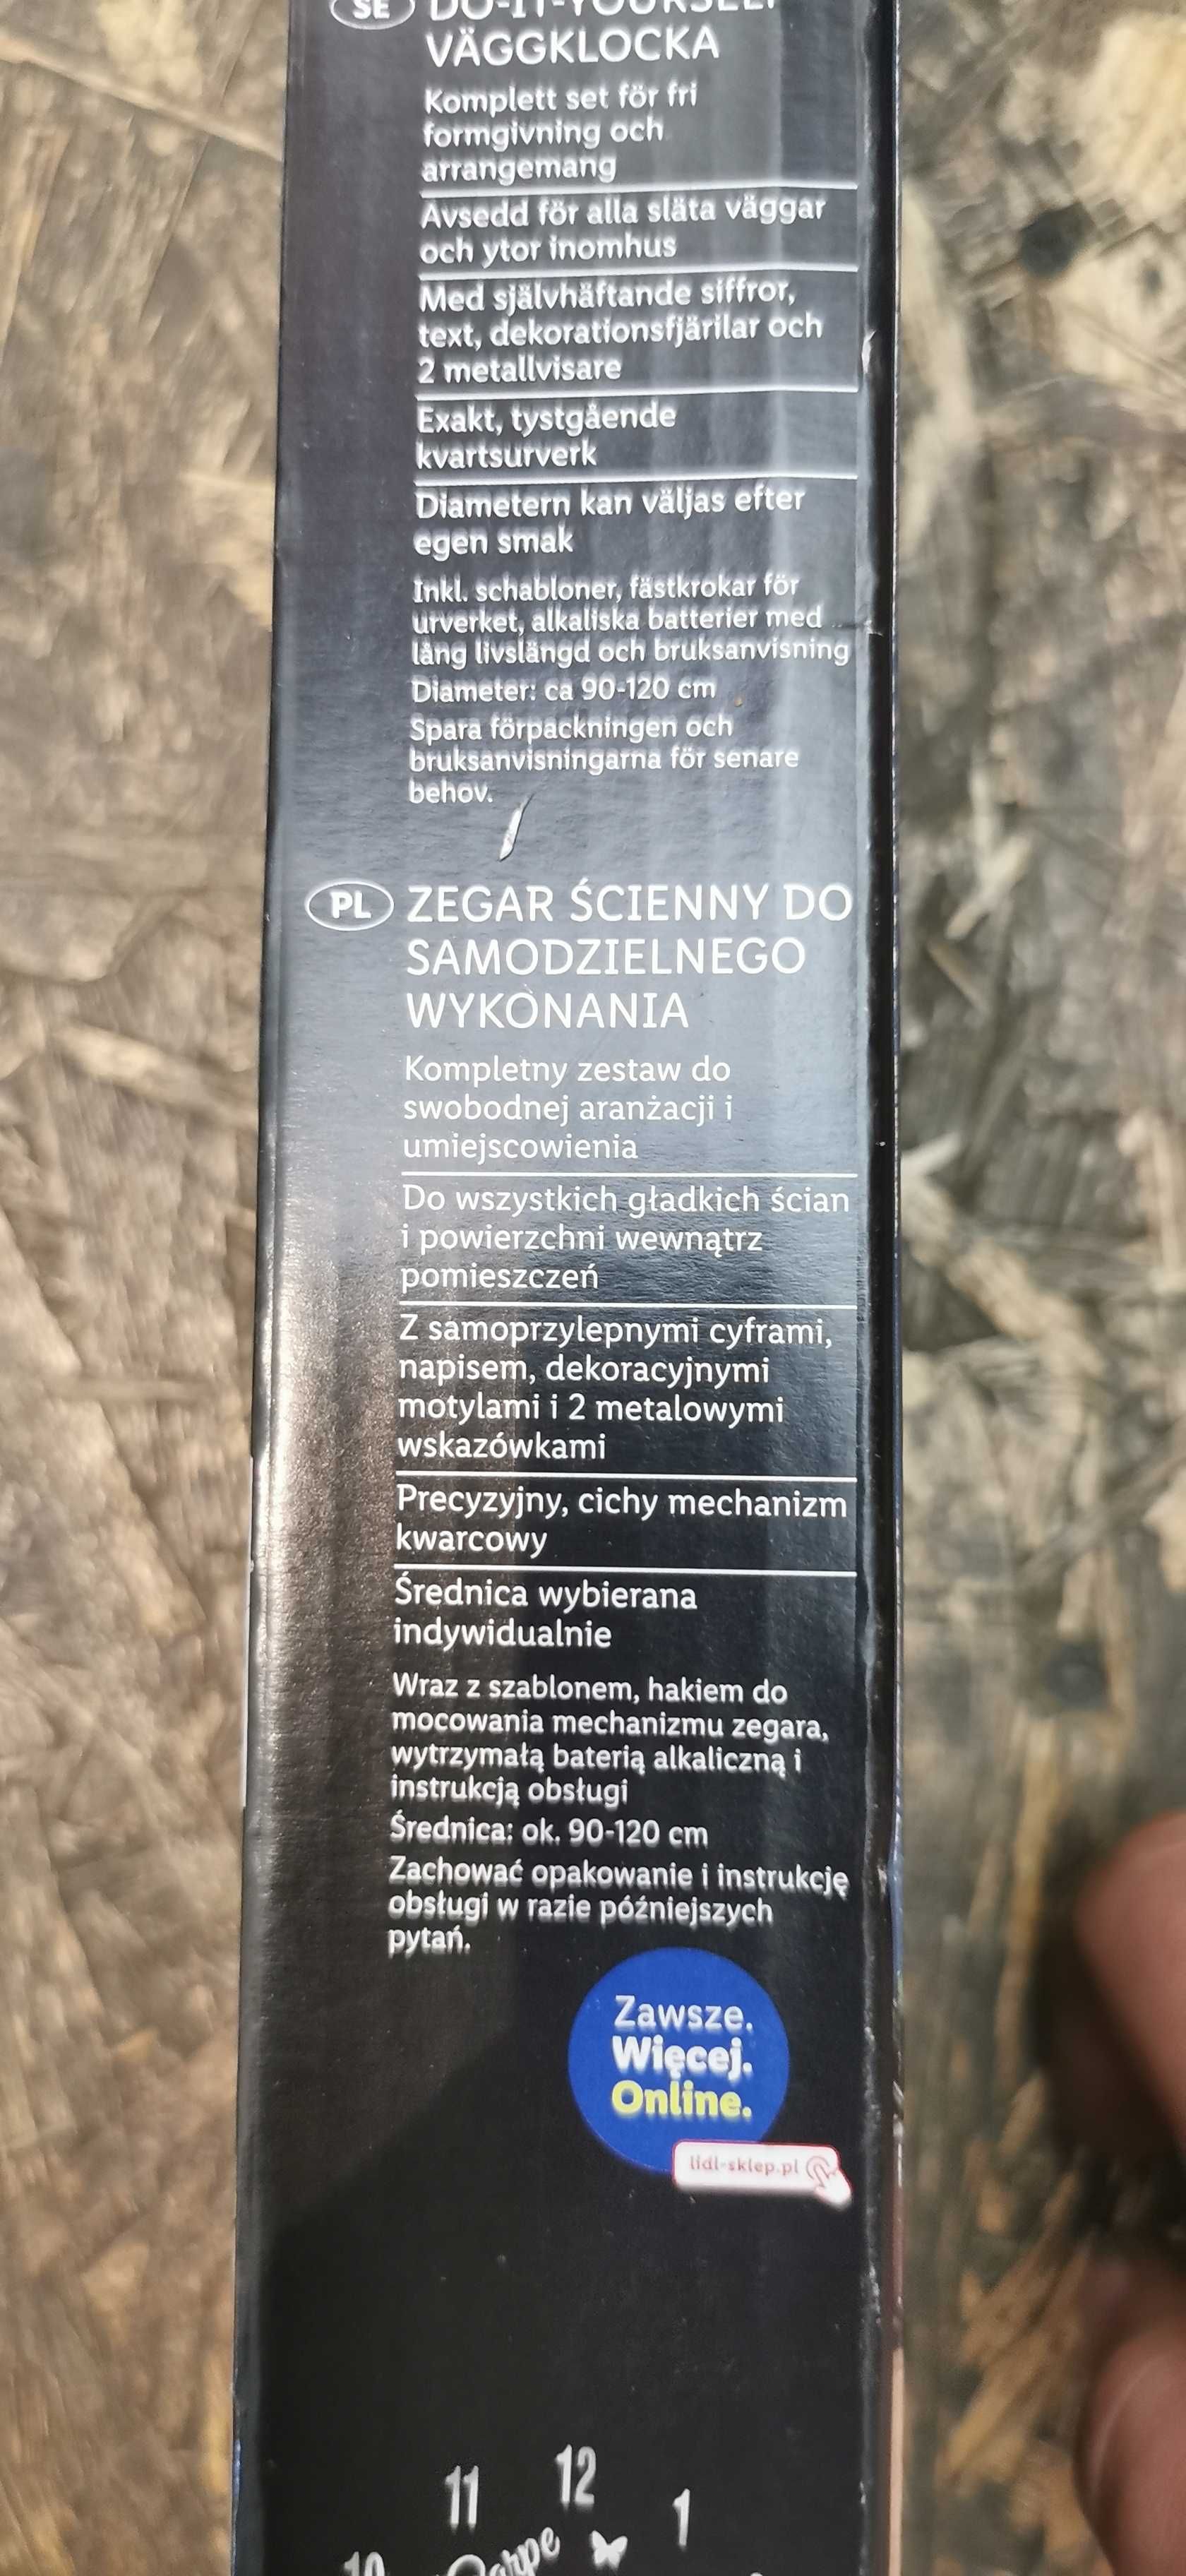 SE DO-IT-YOURSELF
VÄGGKLOCKA
Komplett set för fri
formgivning och
arrangemang
Avsedd för alla släta väggar
och ytor inomhus
Med självhäftande siffror,
text, dekorationsfjärilar och
2 metallvisare
Exakt, tystgående
kvartsurverk
Diametern kan väljas efter
egen smak
Inkl. schabloner, fästkrokar för
urverket, alkaliska batterier med
lång livslängd och bruksanvisning
Diameter: ca 90-120 cm
Spara förpackningen och
bruksanvisningarna för senare
behov.
PL ZEGAR ŚCIENNY DO
SAMODZIELNEGO
WYKONANIA
Kompletny zestaw do
swobodnej aranżacji i
umiejscowienia
Do wszystkich gładkich ścian
i powierzchni wewnątrz
pomieszczeń
Z samoprzylepnymi cyframi,
napisem, dekoracyjnymi
motylami i 2 metalowymi
wskazówkami
Precyzyjny, cichy mechanizm
kwarcowy
Średnica wybierana
indywidualnie
Wraz z szablonem, hakiem do
mocowania mechanizmu zegara,
wytrzymałą baterią alkaliczną i
instrukcją obsługi
Średnica: ok. 90-120 cm
Zachować opakowanie i instrukcję
obsługi w razie późniejszych
pytań.
Zawsze.
Więcej.
Online.
lidl-sklep.pl
11 12 1
10 Carpe